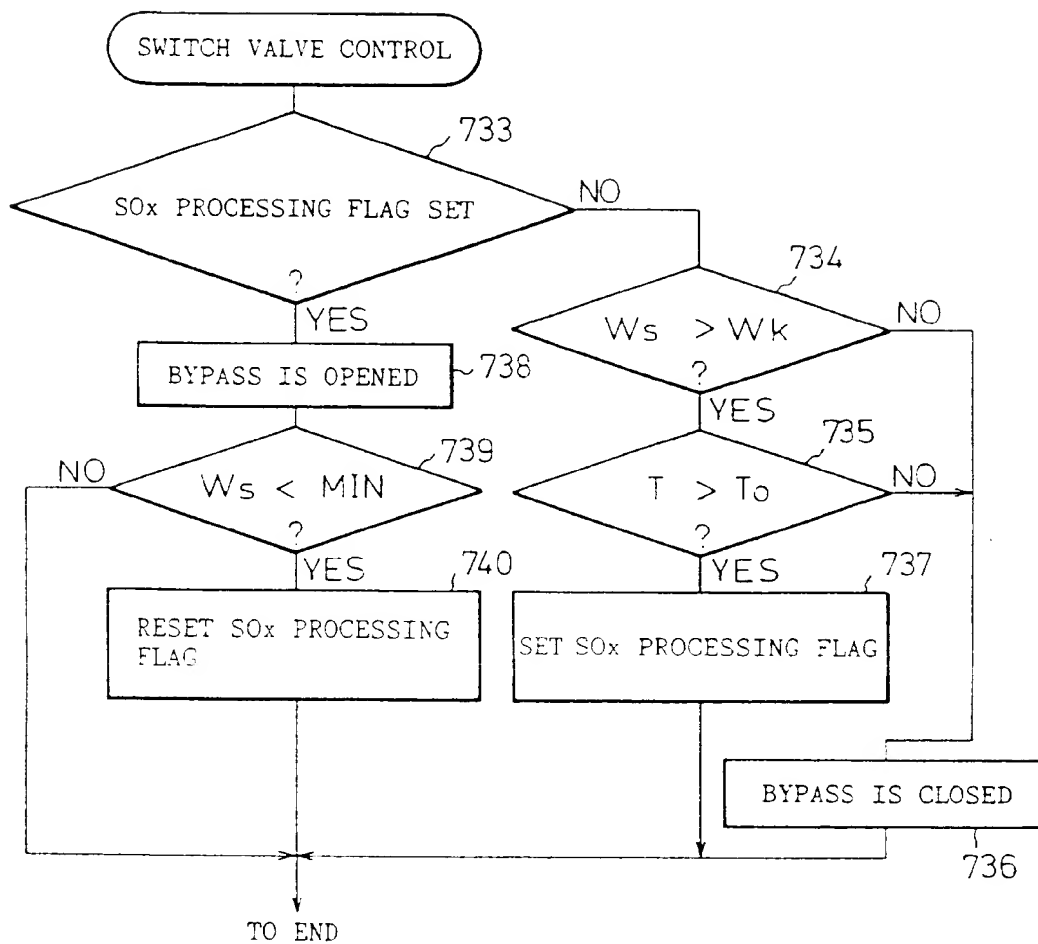 SWITCH VALVE CONTROL
733
SOx PROCESSING FLAG SET
?
NO
YES
734
Ws > Wk
?
NO
YES
BYPASS IS OPENED
738
739
NO
Ws < MIN
?
YES
735
T > To
?
NO
YES
740
RESET SOx PROCESSING
FLAG
737
SET SOx PROCESSING FLAG
BYPASS IS CLOSED
736
TO END